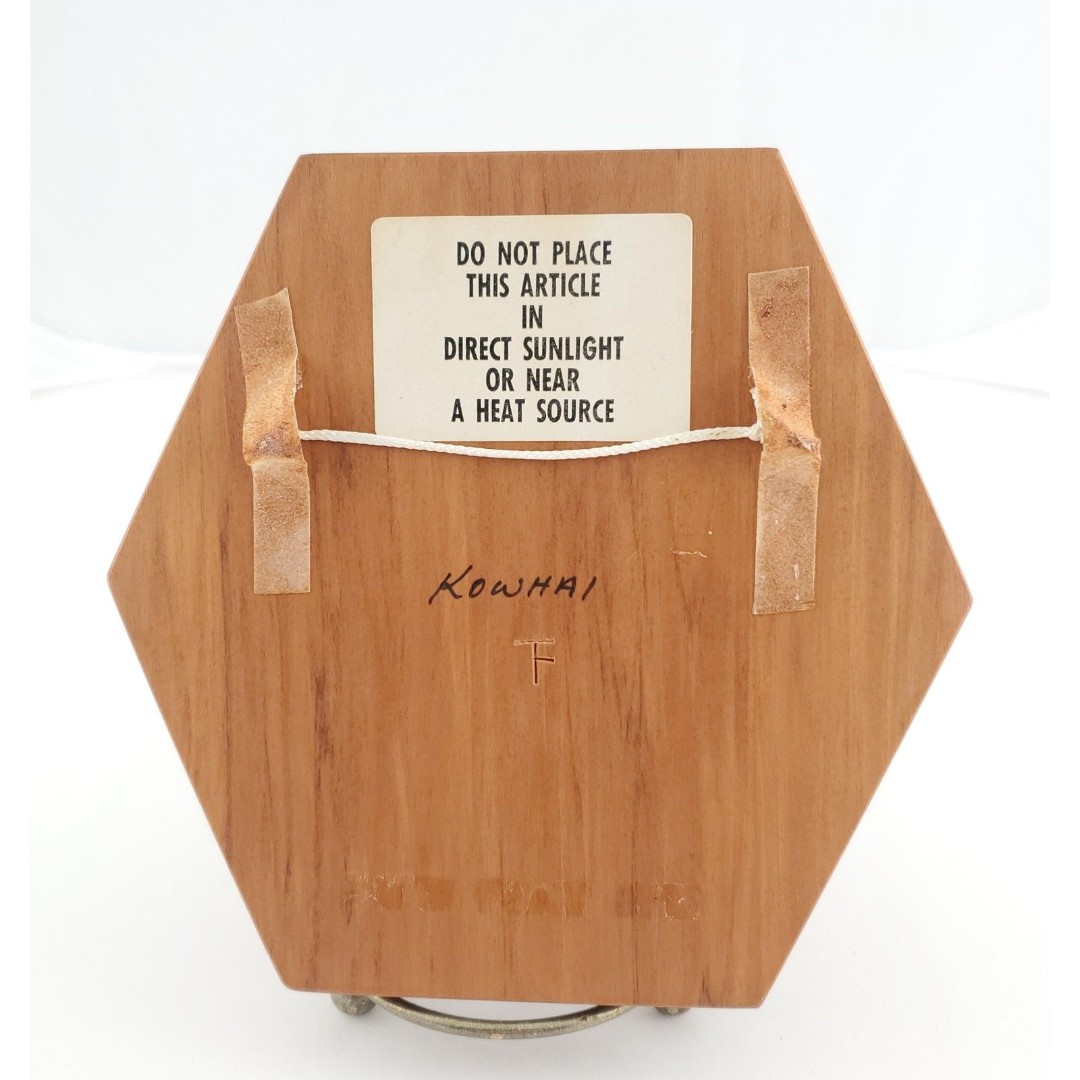 DO NOT PLACE
THIS ARTICLE
IN
DIRECT SUNLIGHT
OR NEAR
A HEAT SOURCE
KOWHAI
F